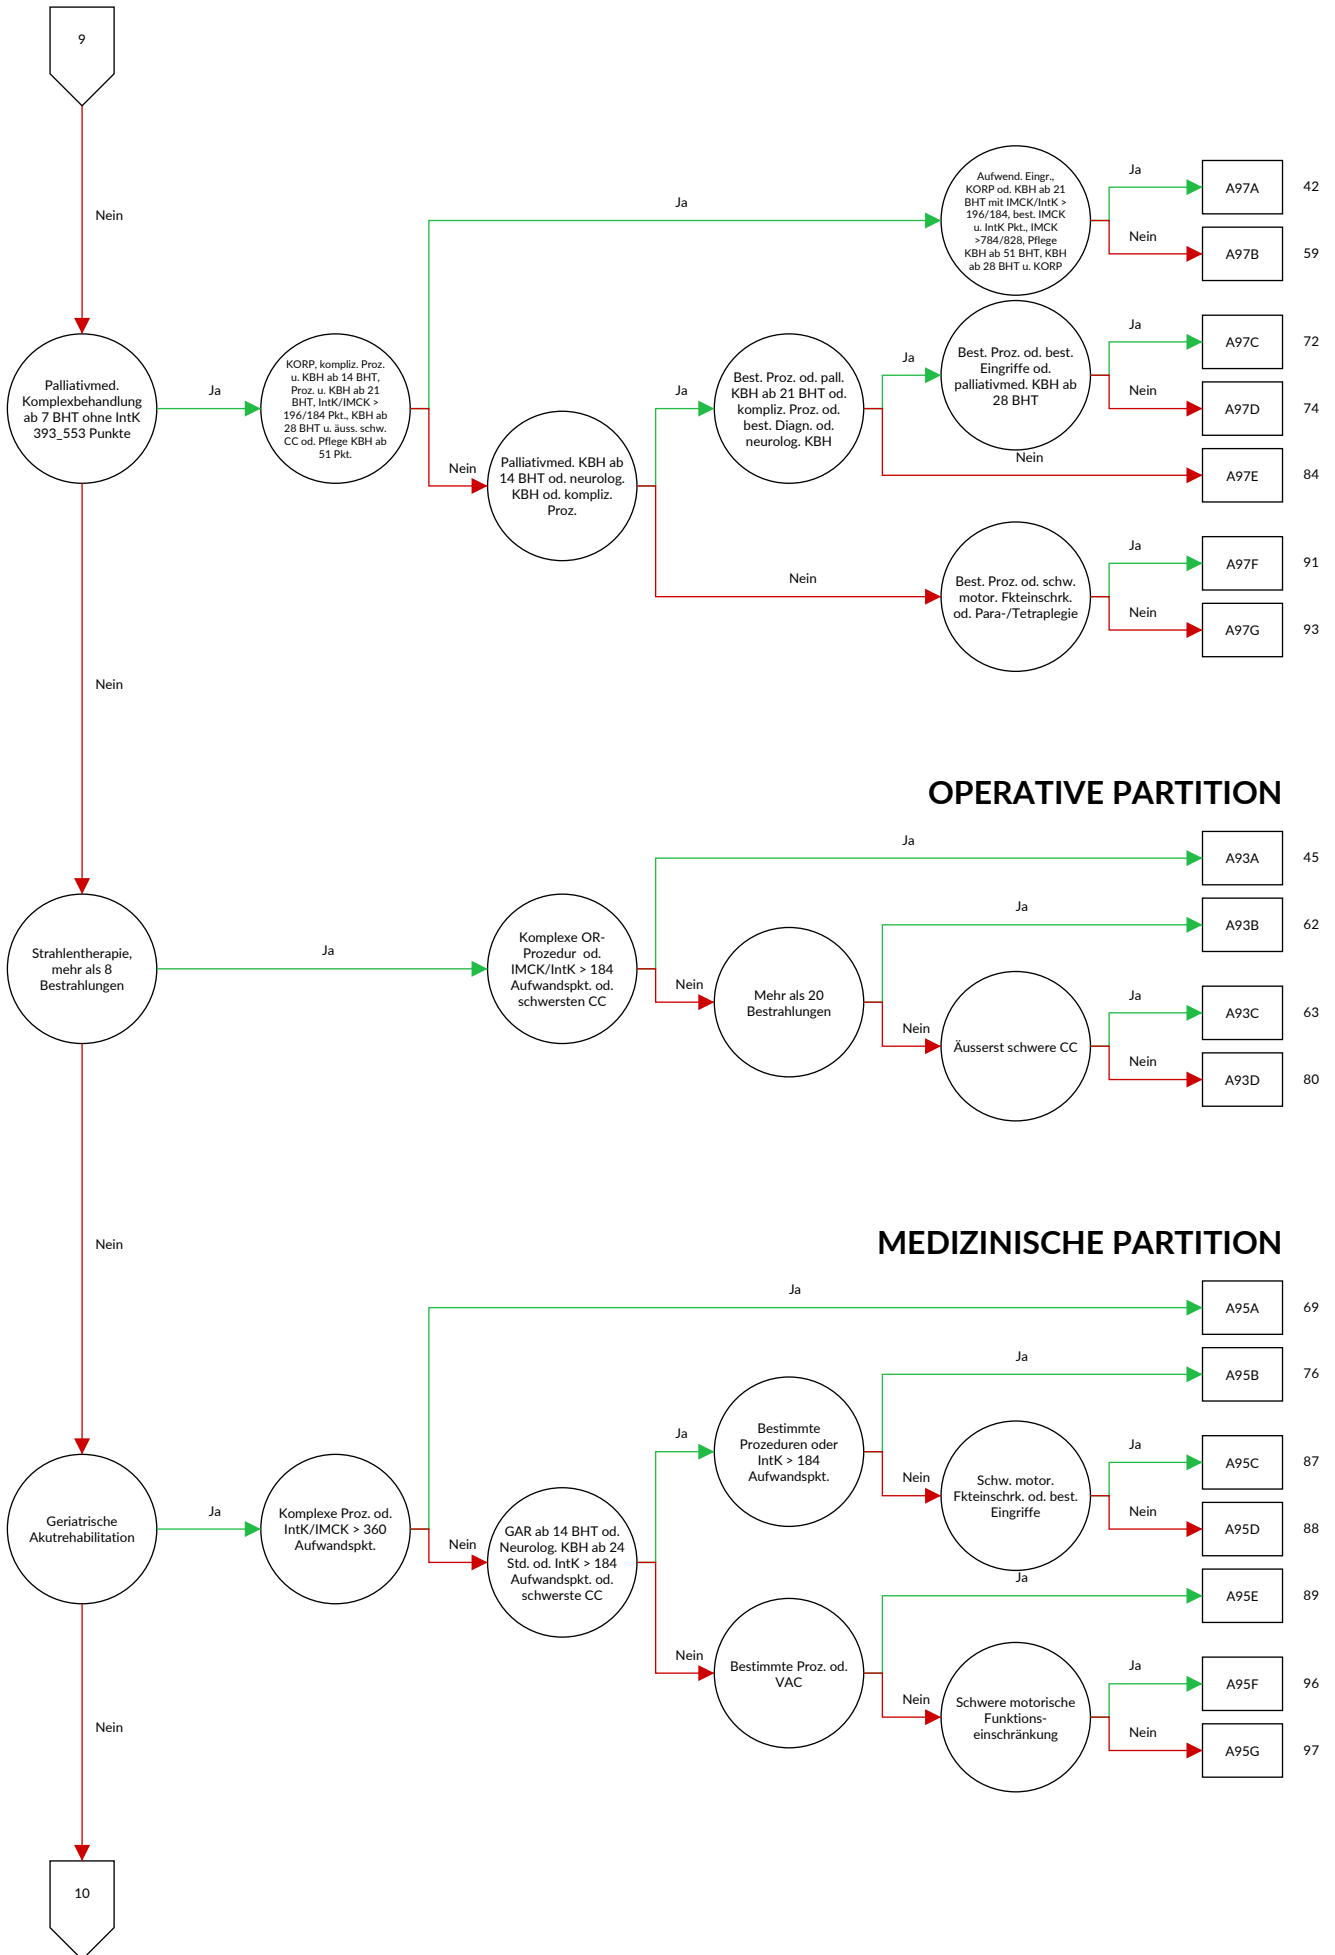 9
Nein
Palliativmed.
Komplexbehandlung
ab 7 BHT ohne IntK
393_553 Punkte
Ja
KORP, kompliz. Proz.
u. KBH ab 14 BHT,
Proz. u. KBH ab 21
BHT, IntK/IMCK >
196/184 Pkt., KBH ab
28 BHT u. äuss. schw.
CC od. Pflege KBH ab
51 Pkt.
Ja
Aufwend. Eingr.,
KORP od. KBH ab 21
BHT mit IMCK/IntK >
196/184, best. IMCK
u. IntK Pkt., IMCK
>784/828, Pflege
KBH ab 51 BHT, KBH
ab 28 BHT u. KORP
Ja
A97A
42
Nein
A97B
59
Nein
Palliativmed. KBH ab
14 BHT od. neurolog.
KBH od. kompliz.
Proz.
Ja
Best. Proz. od. pall.
KBH ab 21 BHT od.
kompliz. Proz. od.
best. Diagn. od.
neurolog. KBH
Ja
Best. Proz. od. best.
Eingriffe od.
palliativmed. KBH ab
28 BHT
Ja
A97C
72
Nein
A97D
74
Nein
A97E
84
Nein
Best. Proz. od. schw.
motor. Fkteinschrk.
od. Para-/Tetraplegie
Ja
A97F
91
Nein
A97G
93
Nein
OPERATIVE PARTITION
Strahlentherapie,
mehr als 8
Bestrahlungen
Ja
Komplexe OR-
Prozedur od.
IMCK/IntK > 184
Aufwandspkt. od.
schwersten CC
Ja
A93A
45
Nein
Mehr als 20
Bestrahlungen
Ja
A93B
62
Nein
Äusserst schwere CC
Ja
A93C
63
Nein
A93D
80
Nein
MEDIZINISCHE PARTITION
Geriatrische
Akutrehabilitation
Ja
Komplexe Proz. od.
IntK/IMCK > 360
Aufwandspkt.
Ja
A95A
69
Nein
GAR ab 14 BHT od.
Neurolog. KBH ab 24
Std. od. IntK > 184
Aufwandspkt. od.
schwerste CC
Ja
Bestimmte
Prozeduren oder
IntK > 184
Aufwandspkt.
Ja
A95B
76
Nein
Schw. motor.
Fkteinschrk. od. best.
Eingriffe
Ja
A95C
87
Nein
A95D
88
Nein
Bestimmte Proz. od.
VAC
Ja
A95E
89
Nein
Schwere motorische
Funktions-
einschränkung
Ja
A95F
96
Nein
A95G
97
Nein
10